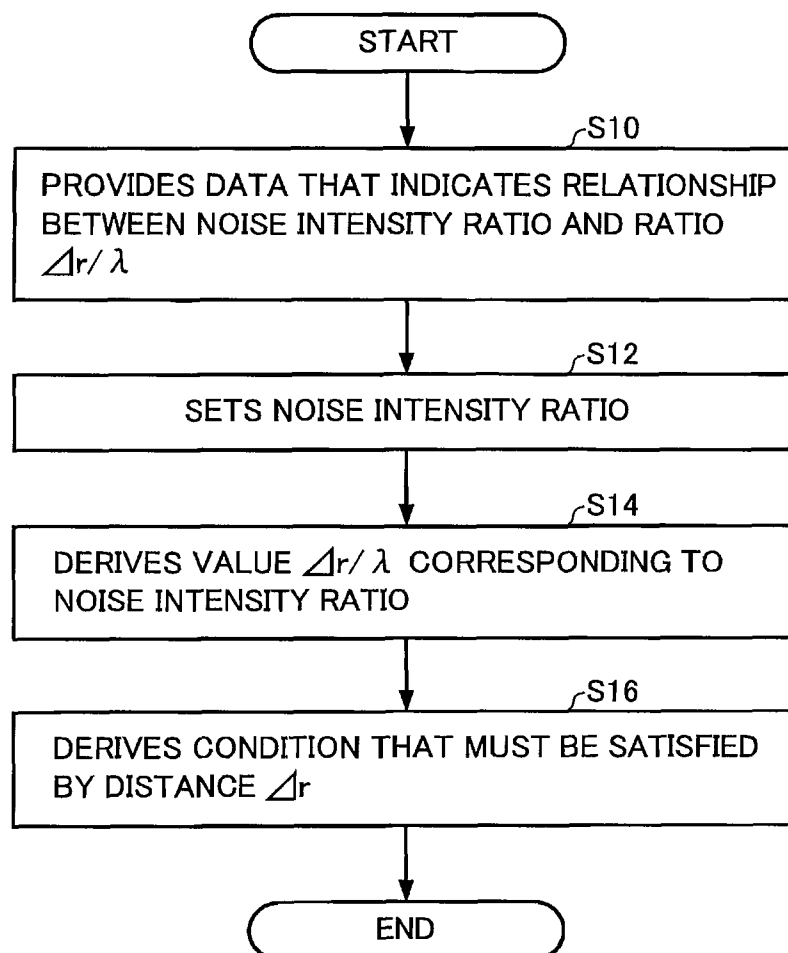 START
S10
PROVIDES DATA THAT INDICATES RELATIONSHIP
BETWEEN NOISE INTENSITY RATIO AND RATIO
⊿r/λ
S12
SETS NOISE INTENSITY RATIO
S14
DERIVES VALUE ⊿r/λ CORRESPONDING TO
NOISE INTENSITY RATIO
S16
DERIVES CONDITION THAT MUST BE SATISFIED
BY DISTANCE ⊿r
END